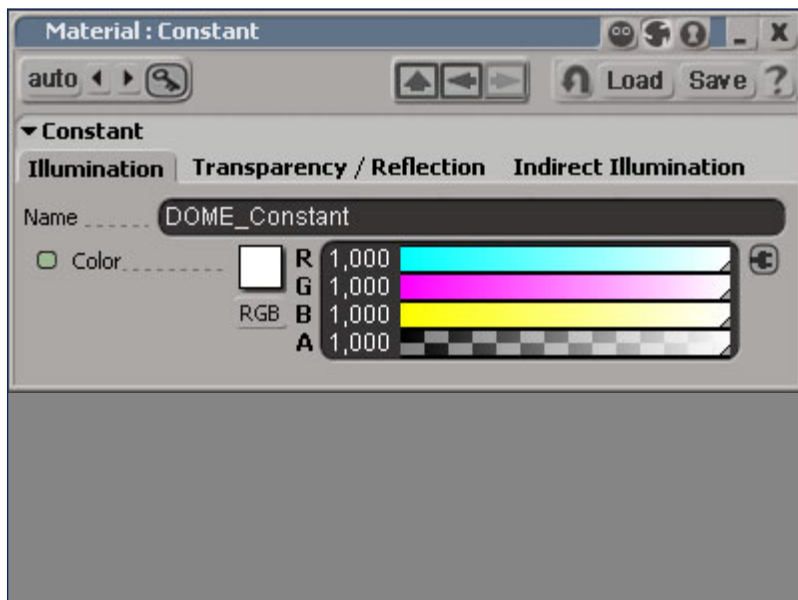 Material : Constant
auto Load Save ?
Constant
Illumination Transparency / Reflection Indirect Illumination
Name DOME_Constant
Color R 1,000
G 1,000
RGB B 1,000
A 1,000